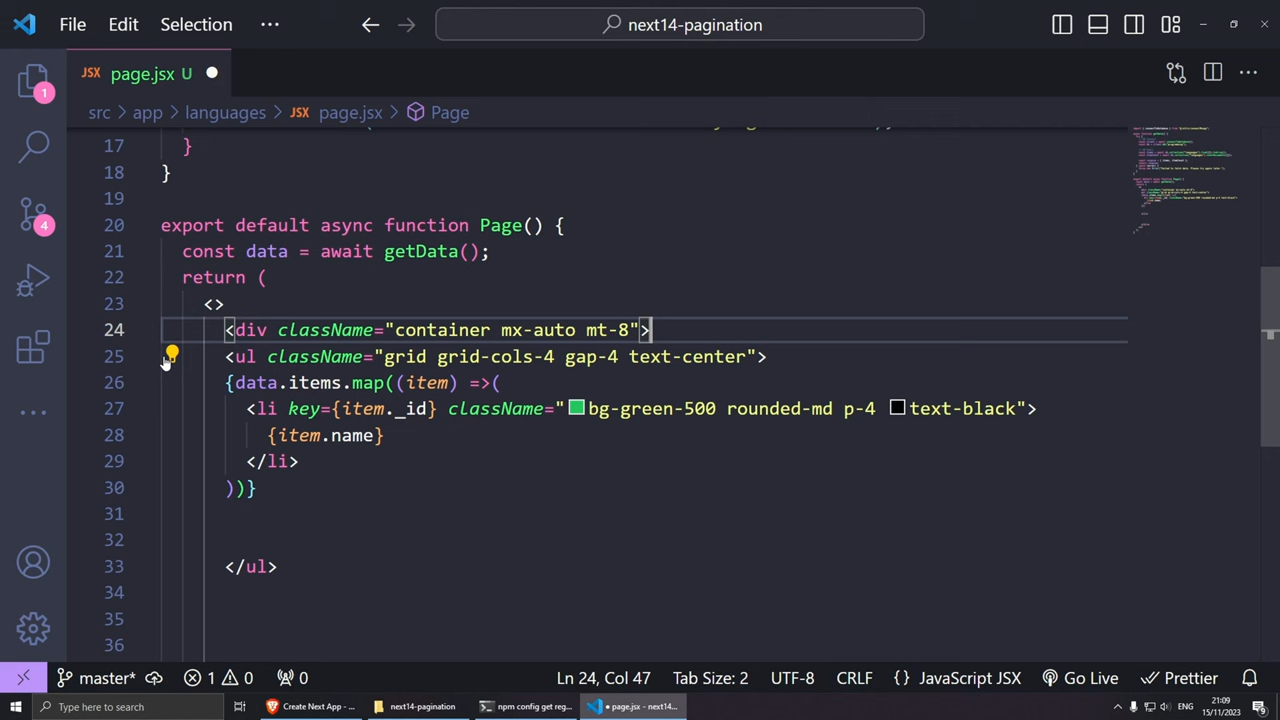 File Edit Selection ··· next14-pagination
JSX page.jsx U
src > app > languages > JSX page.jsx > Page
1
4
17 }
18 }
19
20 export default async function Page() {
21 const data = await getData();
22 return (
23 <>
24 <div className="container mx-auto mt-8">
25 <ul className="grid grid-cols-4 gap-4 text-center">
26 {data.items.map((item) =>(
27 <li key={item._id} className="bg-green-500 rounded-md p-4 text-black">
28 {item.name}
29 </li>
30 ))}
31
32
33 </ul>
34
35
36
master* 1 0 0 Ln 24, Col 47 Tab Size: 2 UTF-8 CRLF {} JavaScript JSX Go Live Prettier
Type here to search Create Next App - ... next14-pagination npm config get reg... page.jsx - next14... ENG 21:09
15/11/2023